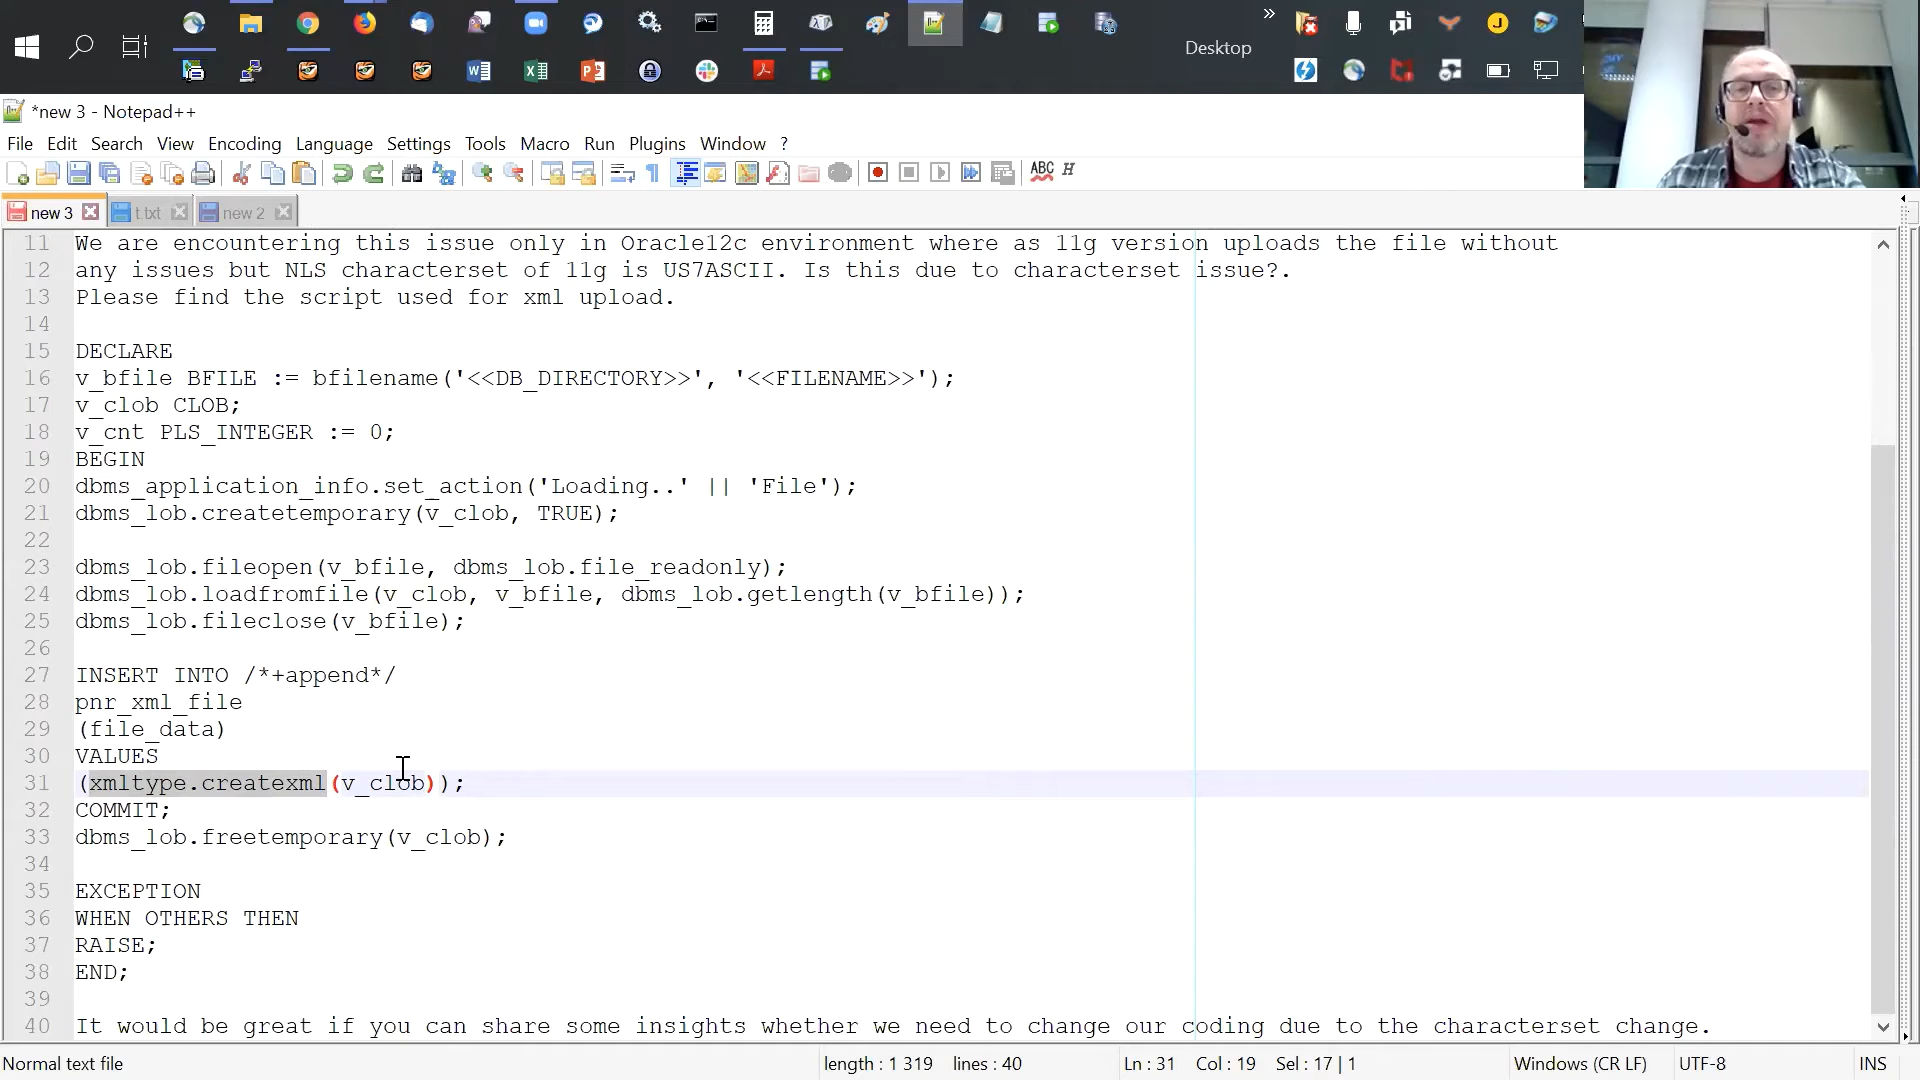 Desktop
*new 3 - Notepad++
File Edit Search View Encoding Language Settings Tools Macro Run Plugins Window ?
new 3 t.txt new 2
11 We are encountering this issue only in Oracle12c environment where as 11g version uploads the file without
12 any issues but NLS characterset of 11g is US7ASCII. Is this due to characterset issue?.
13 Please find the script used for xml upload.
14
15 DECLARE
16 v_bfile BFILE := bfilename('<<DB_DIRECTORY>>', '<<FILENAME>>');
17 v_clob CLOB;
18 v_cnt PLS_INTEGER := 0;
19 BEGIN
20 dbms_application_info.set_action('Loading..' || 'File');
21 dbms_lob.createtemporary(v_clob, TRUE);
22
23 dbms_lob.fileopen(v_bfile, dbms_lob.file_readonly);
24 dbms_lob.loadfromfile(v_clob, v_bfile, dbms_lob.getlength(v_bfile));
25 dbms_lob.fileclose(v_bfile);
26
27 INSERT INTO /*+append*/
28 pnr_xml_file
29 (file_data)
30 VALUES
31 (xmltype.createxml(v_clob));
32 COMMIT;
33 dbms_lob.freetemporary(v_clob);
34
35 EXCEPTION
36 WHEN OTHERS THEN
37 RAISE;
38 END;
39
40 It would be great if you can share some insights whether we need to change our coding due to the characterset change.
Normal text file length : 1 319 lines : 40 Ln : 31 Col : 19 Sel : 17 | 1 Windows (CR LF) UTF-8 INS